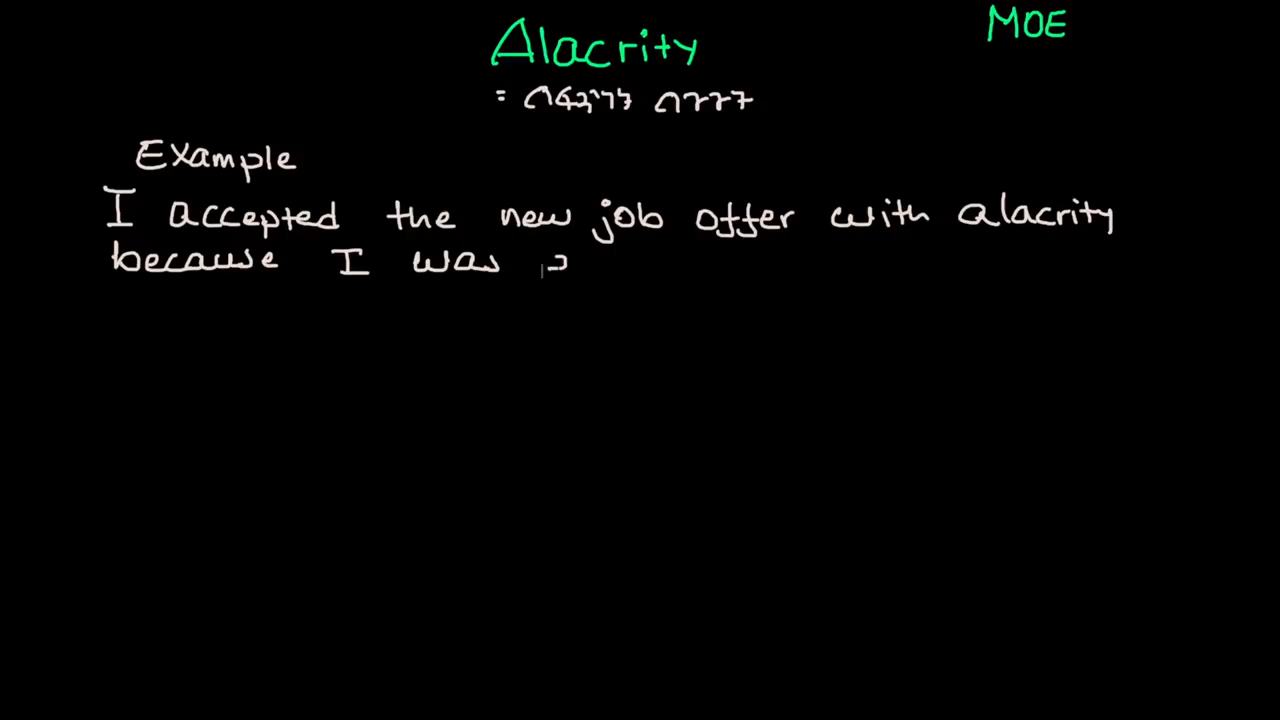 MOE
Alacrity
=
Example
I accepted the new job offer with alacrity
because I was